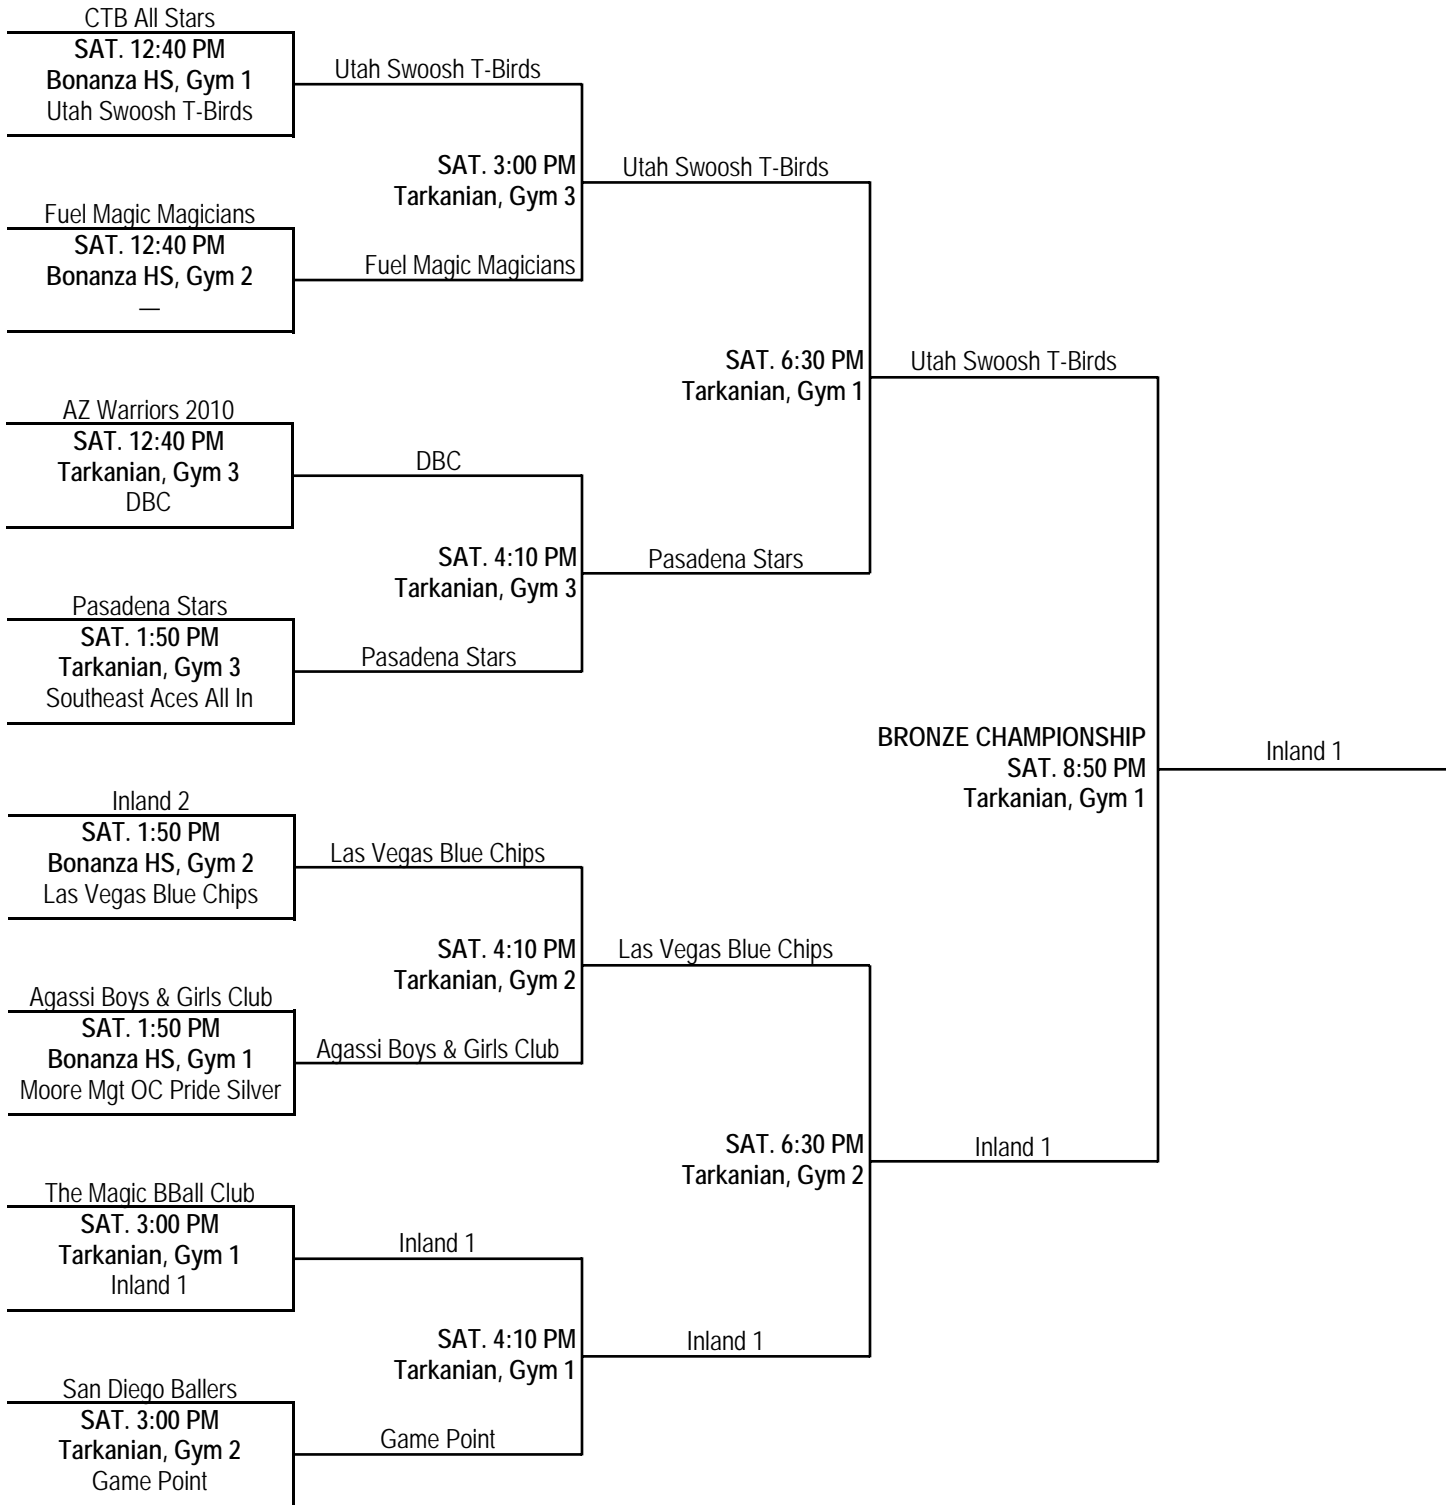 CTB All Stars
SAT. 12:40 PM
Bonanza HS, Gym 1
Utah Swoosh T-Birds
Fuel Magic Magicians
SAT. 12:40 PM
Bonanza HS, Gym 2
—
AZ Warriors 2010
SAT. 12:40 PM
Tarkanian, Gym 3
DBC
Pasadena Stars
SAT. 1:50 PM
Tarkanian, Gym 3
Southeast Aces All In
Inland 2
SAT. 1:50 PM
Bonanza HS, Gym 2
Las Vegas Blue Chips
Agassi Boys & Girls Club
SAT. 1:50 PM
Bonanza HS, Gym 1
Moore Mgt OC Pride Silver
The Magic BBall Club
SAT. 3:00 PM
Tarkanian, Gym 1
Inland 1
San Diego Ballers
SAT. 3:00 PM
Tarkanian, Gym 2
Game Point
Utah Swoosh T-Birds
SAT. 3:00 PM
Tarkanian, Gym 3
Fuel Magic Magicians
DBC
SAT. 4:10 PM
Tarkanian, Gym 3
Pasadena Stars
Las Vegas Blue Chips
SAT. 4:10 PM
Tarkanian, Gym 2
Agassi Boys & Girls Club
Inland 1
SAT. 4:10 PM
Tarkanian, Gym 1
Game Point
Utah Swoosh T-Birds
SAT. 6:30 PM
Tarkanian, Gym 1
Pasadena Stars
Las Vegas Blue Chips
SAT. 6:30 PM
Tarkanian, Gym 2
Inland 1
Utah Swoosh T-Birds
BRONZE CHAMPIONSHIP
SAT. 8:50 PM
Tarkanian, Gym 1
Inland 1
Inland 1